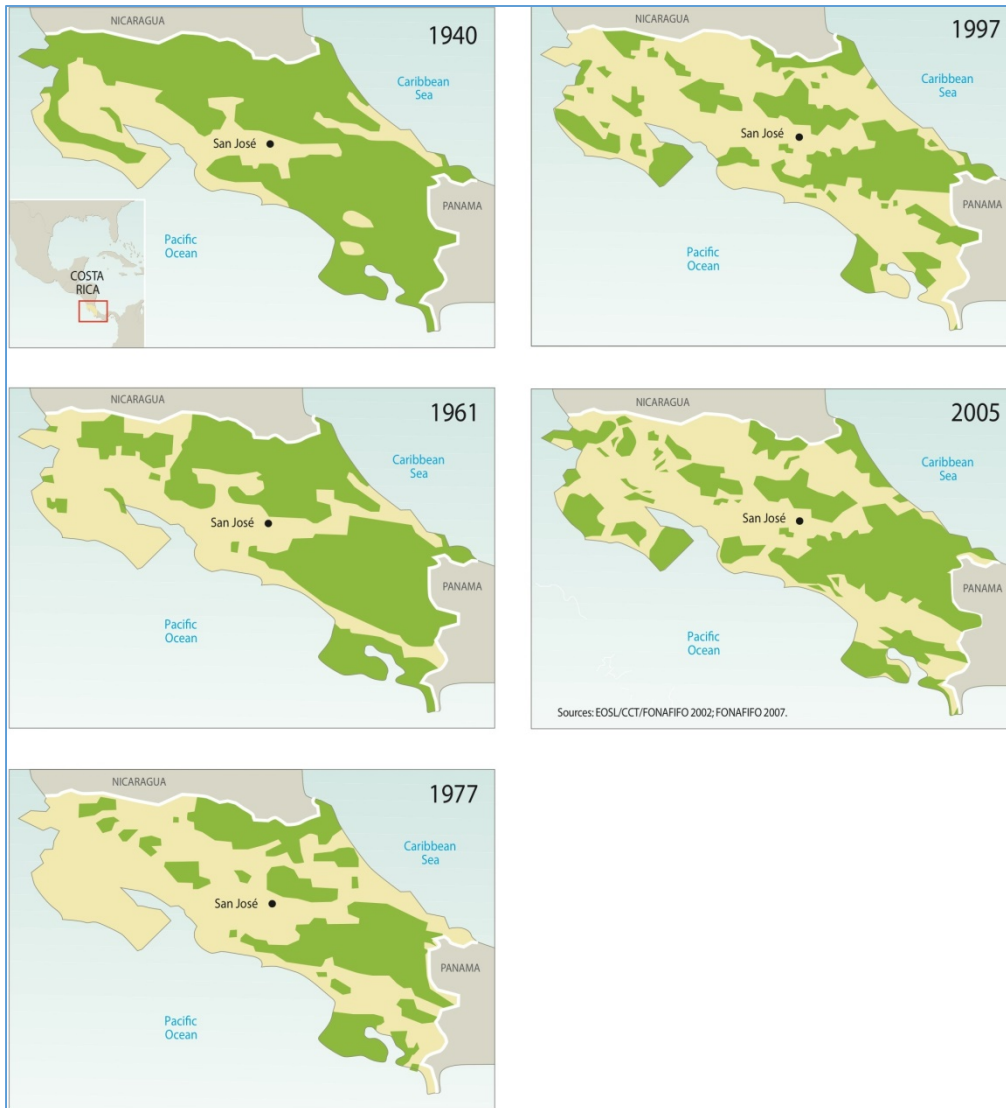 NICARAGUA
1940
Caribbean
Sea
San José
PANAMA
Pacific
Ocean
COSTA
RICA
NICARAGUA
1997
Caribbean
Sea
San José
PANAMA
Pacific
Ocean
NICARAGUA
1961
Caribbean
Sea
San José
PANAMA
Pacific
Ocean
NICARAGUA
2005
Caribbean
Sea
San José
PANAMA
Pacific
Ocean
Sources: EOSL/CCT/FONAFIFO 2002; FONAFIFO 2007.
NICARAGUA
1977
Caribbean
Sea
San José
PANAMA
Pacific
Ocean